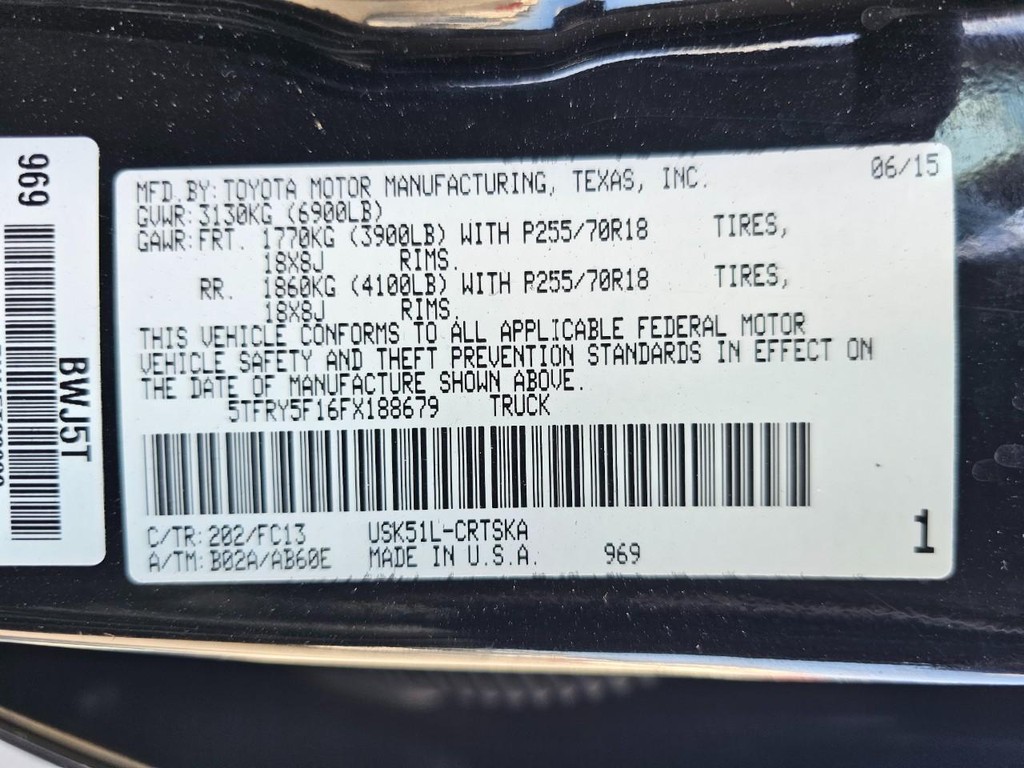 969
BWJ5T
06/15
MFD.BY:TOYOTA MOTOR MANUFACTURING, TEXAS, INC.
GVWR:3130KG (6900LB)
GAWR:FRT. 1770KG (3900LB) WITH P255/70R18 TIRES,
18X8J RIMS.
RR. 1860KG (4100LB) WITH P255/70R18 TIRES,
18X8J RIMS.
THIS VEHICLE CONFORMS TO ALL APPLICABLE FEDERAL MOTOR
VEHICLE SAFETY AND THEFT PREVENTION STANDARDS IN EFFECT ON
THE DATE OF MANUFACTURE SHOWN ABOVE.
5TFRY5F16FX188679 TRUCK
C/TR:202/FC13 USK51L-CRTSKA
A/TM:B02A/AB60E MADE IN U.S.A. 969
1